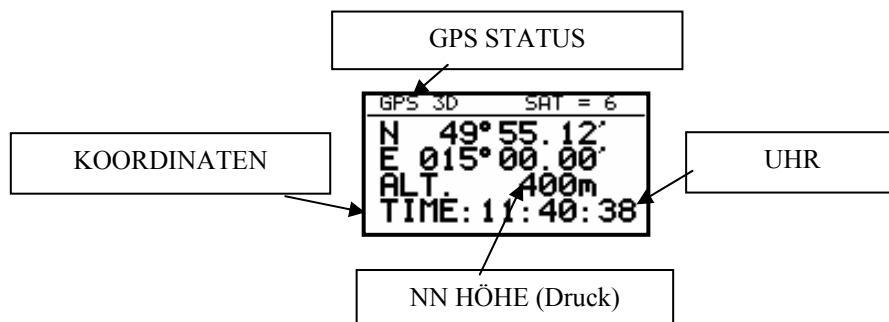 GPS STATUS
GPS 3D SAT = 6
N 49°55.12'
E 015°00.00'
ALT. 400m
TIME:11:40:38
KOORDINATEN
UHR
NN HÖHE (Druck)